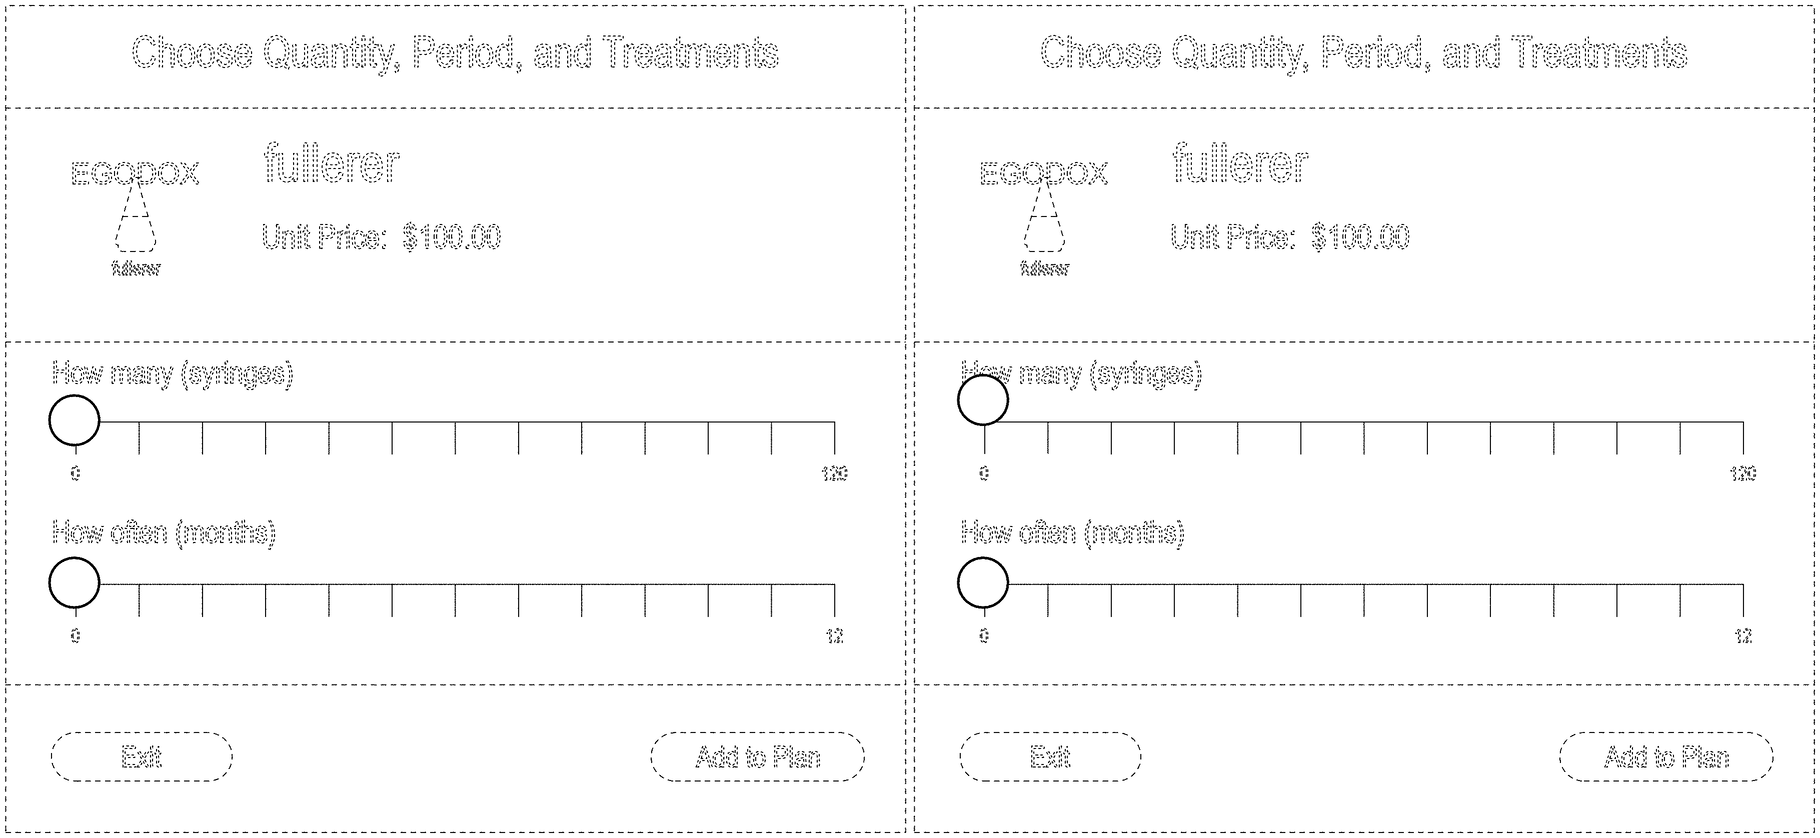 Choose Quantity, Period, and Treatments
EGODOX
fullerer
Unit Price: $100.00
How many (syringes)
0 120
How often (months)
0 12
Exit Add to Plan
Choose Quantity, Period, and Treatments
EGODOX
fullerer
Unit Price: $100.00
How many (syringes)
0 120
How often (months)
0 12
Exit Add to Plan